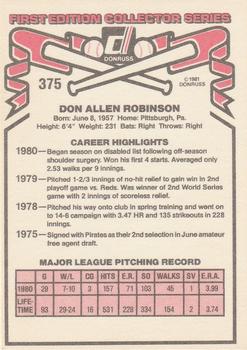 FIRST EDITION COLLECTOR SERIES
DONRUSS
375
© 1981
DONRUSS
DON ALLEN ROBINSON
Born: June 8, 1957 Home: Pittsburgh, Pa.
Height: 6'4" Weight: 231 Bats: Right Throws: Right
CAREER HIGHLIGHTS
1980—Began season on disabled list following off-season
shoulder surgery. Won his first 4 starts. Averaged only
2.53 walks per 9 innings.
1979—Pitched 1-2/3 innings of no-hit relief to gain win in 2nd
playoff game vs. Reds. Was winner of 2nd World Series
game with 2 innings of scoreless relief.
1978—Pitched his way onto club in spring training and went on
to 14-6 campaign with 3.47 HR and 135 strikeouts in 228
innings.
1975—Signed with Pirates as their 2nd selection in June amateur
free agent draft.
MAJOR LEAGUE PITCHING RECORD
G W/L CG HITS E.R. SO WALKS SV E.R.A.
1980 29 7-10 3 157 71 103 45 1 3.99
LIFE-TIME 93 29-24 16 531 228 334 154 2 3.74